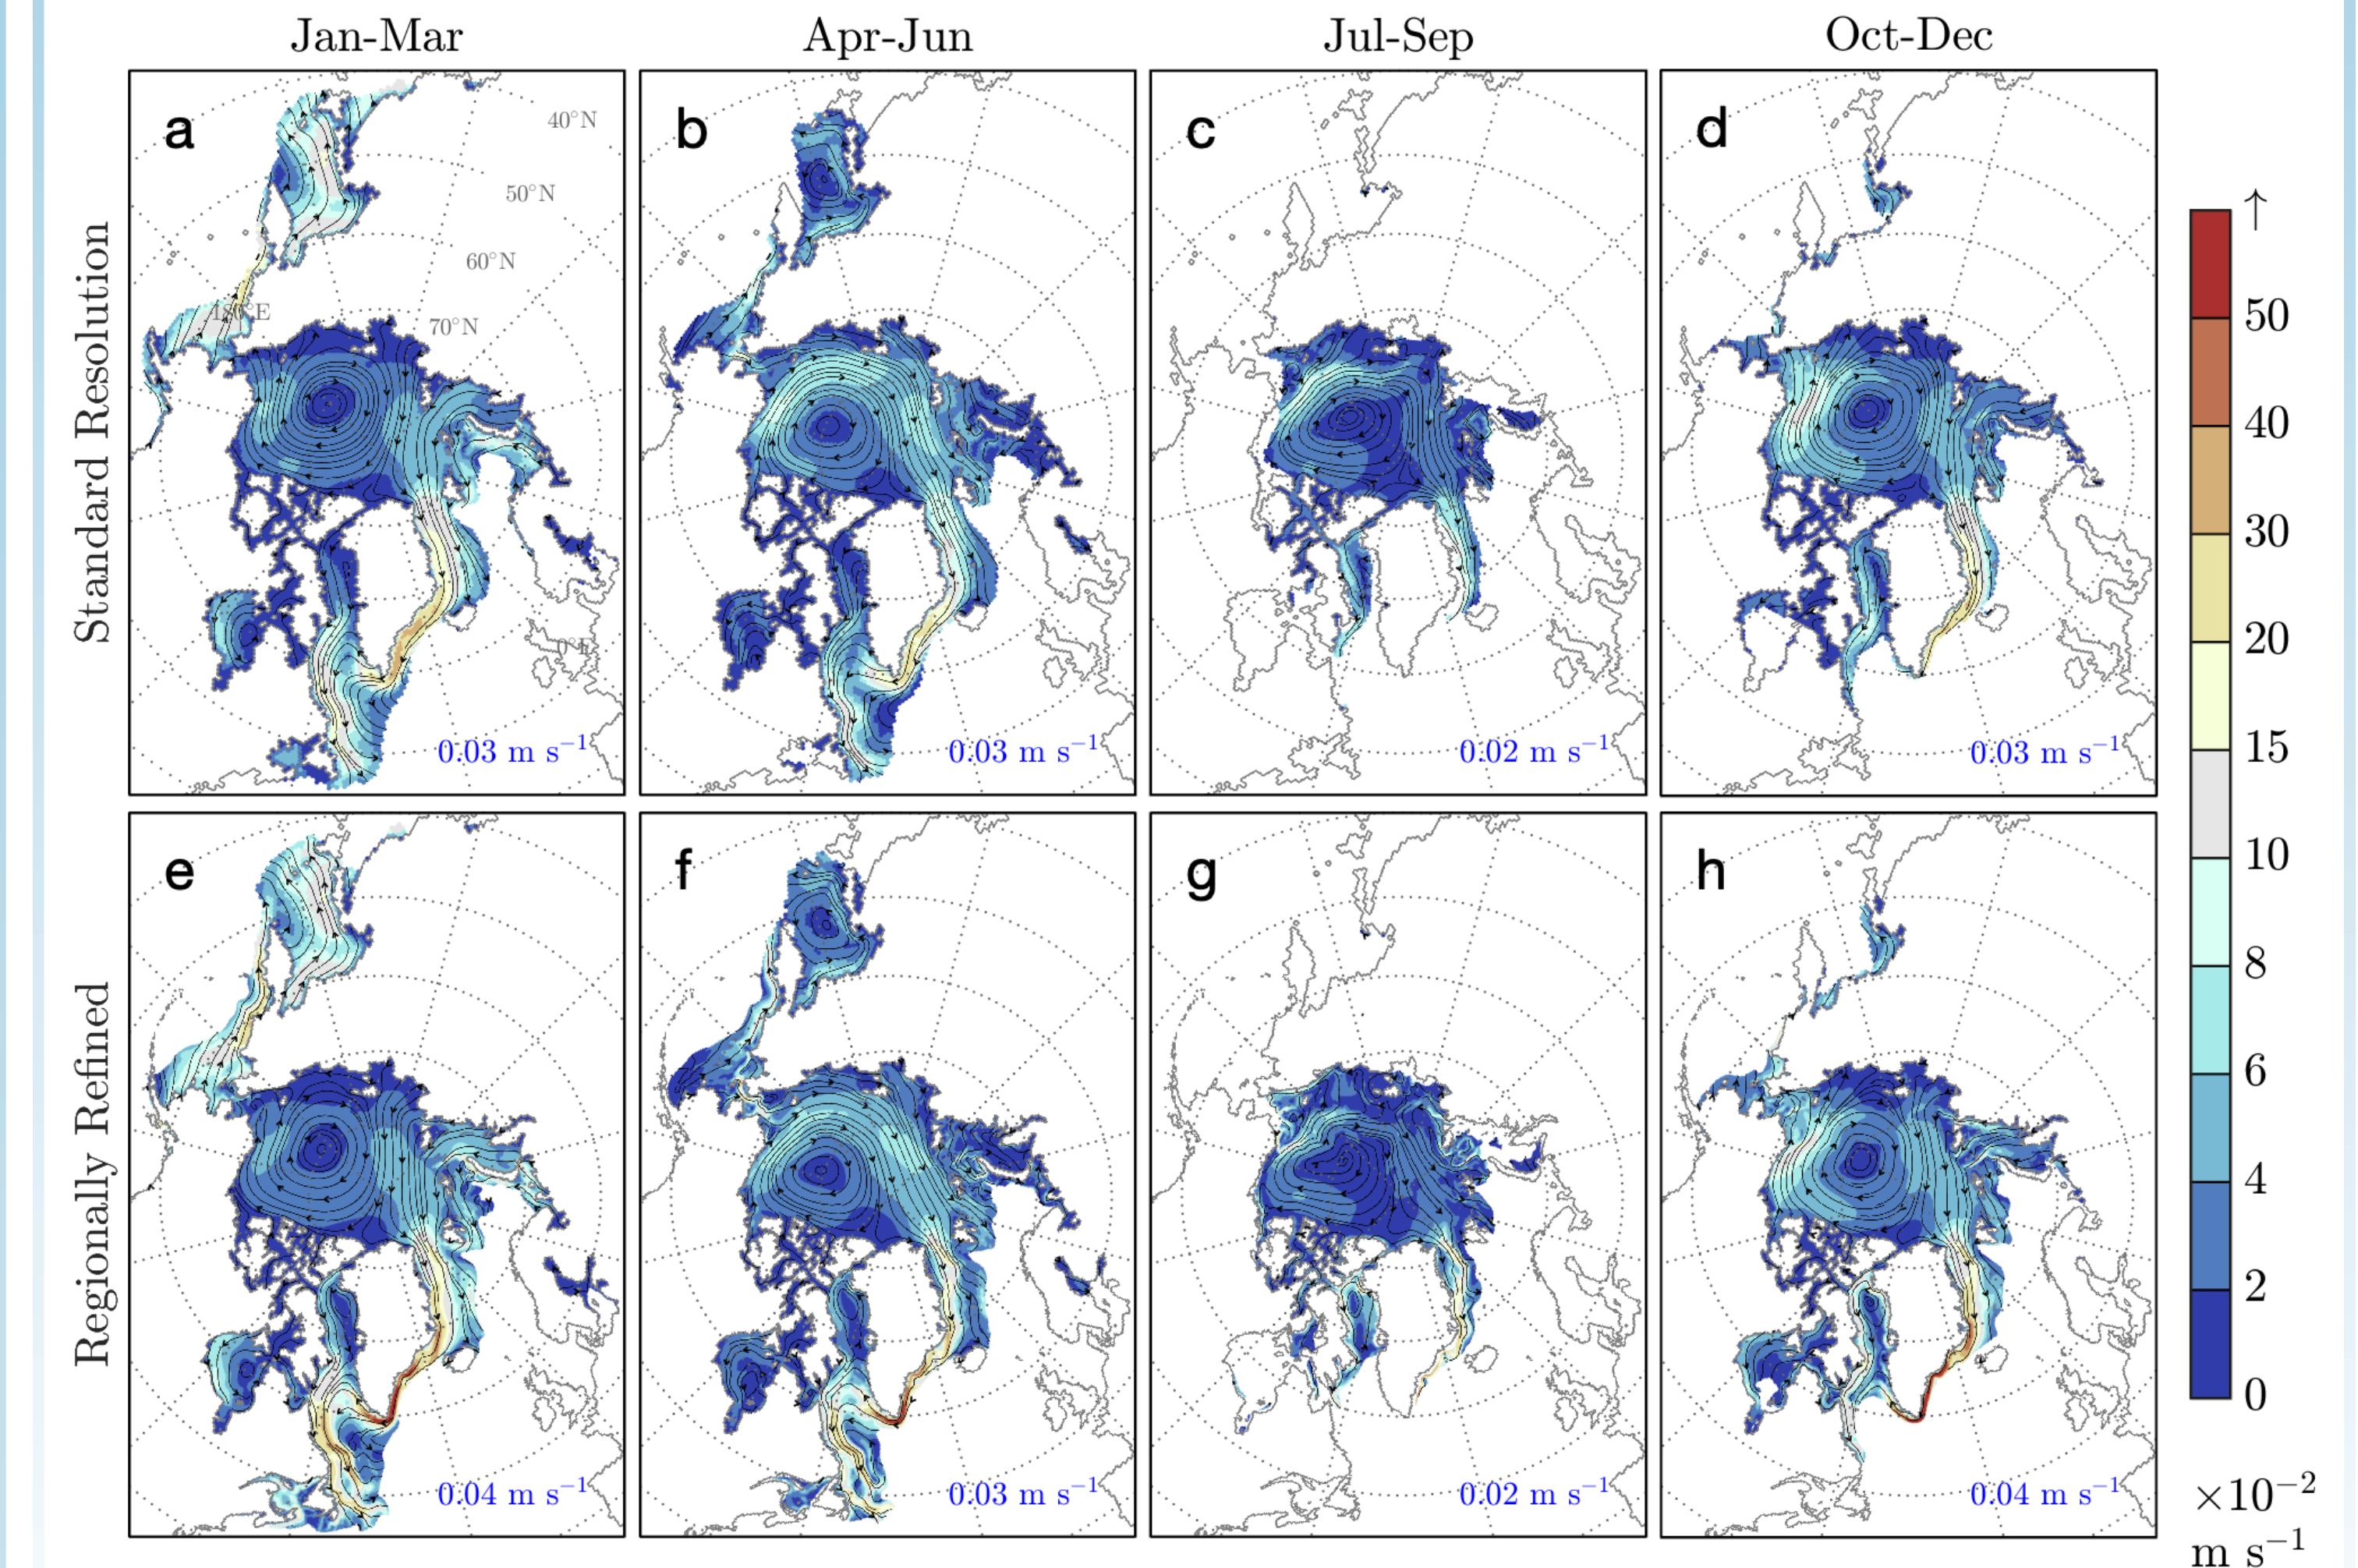 Jan-Mar
Apr-Jun
Jul-Sep
Oct-Dec
Standard Resolution
a
40°N
50°N
60°N
70°N
180°E
0°E
0.03 m s⁻¹
b
0.03 m s⁻¹
c
0.02 m s⁻¹
d
0.03 m s⁻¹
Regionally Refined
e
0.04 m s⁻¹
f
0.03 m s⁻¹
g
0.02 m s⁻¹
h
0.04 m s⁻¹
↑
50
40
30
20
15
10
8
6
4
2
0
×10⁻²
m s⁻¹